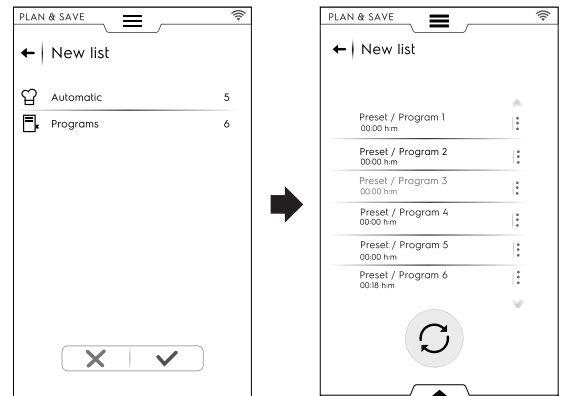 PLAN & SAVE
New list
Automatic 5
Programs 6
PLAN & SAVE
New list
Preset / Program 1
00:00 h:m
Preset / Program 2
00:00 h:m
Preset / Program 3
00:00 h:m
Preset / Program 4
00:00 h:m
Preset / Program 5
00:00 h:m
Preset / Program 6
00:18 h:m